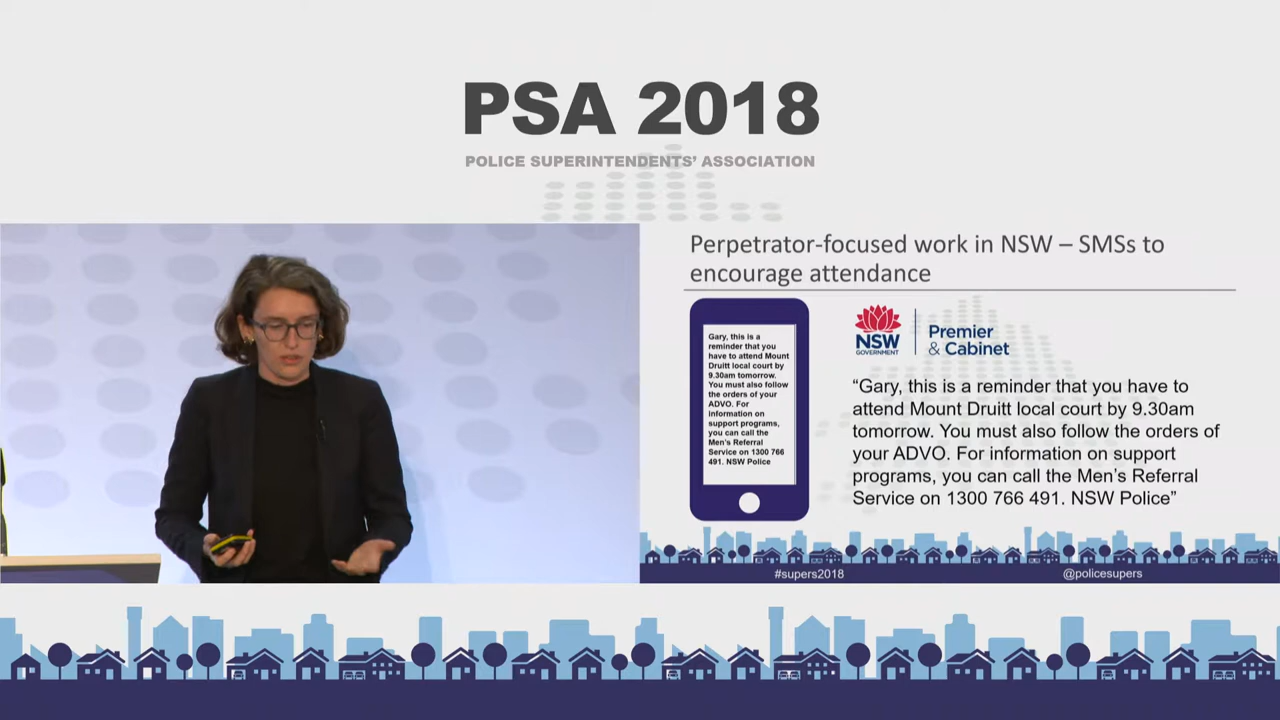 PSA 2018
POLICE SUPERINTENDENTS' ASSOCIATION
Perpetrator-focused work in NSW – SMSs to
encourage attendance
Gary, this is a
reminder that you
have to attend Mount
Druitt local court by
9.30am tomorrow.
You must also follow
the orders of your
ADVO. For
information on
support programs,
you can call the
Men's Referral
Service on 1300 766
491. NSW Police
NSW
GOVERNMENT
Premier
& Cabinet
“Gary, this is a reminder that you have to
attend Mount Druitt local court by 9.30am
tomorrow. You must also follow the orders of
your ADVO. For information on support
programs, you can call the Men’s Referral
Service on 1300 766 491. NSW Police”
#supers2018
@policesupers